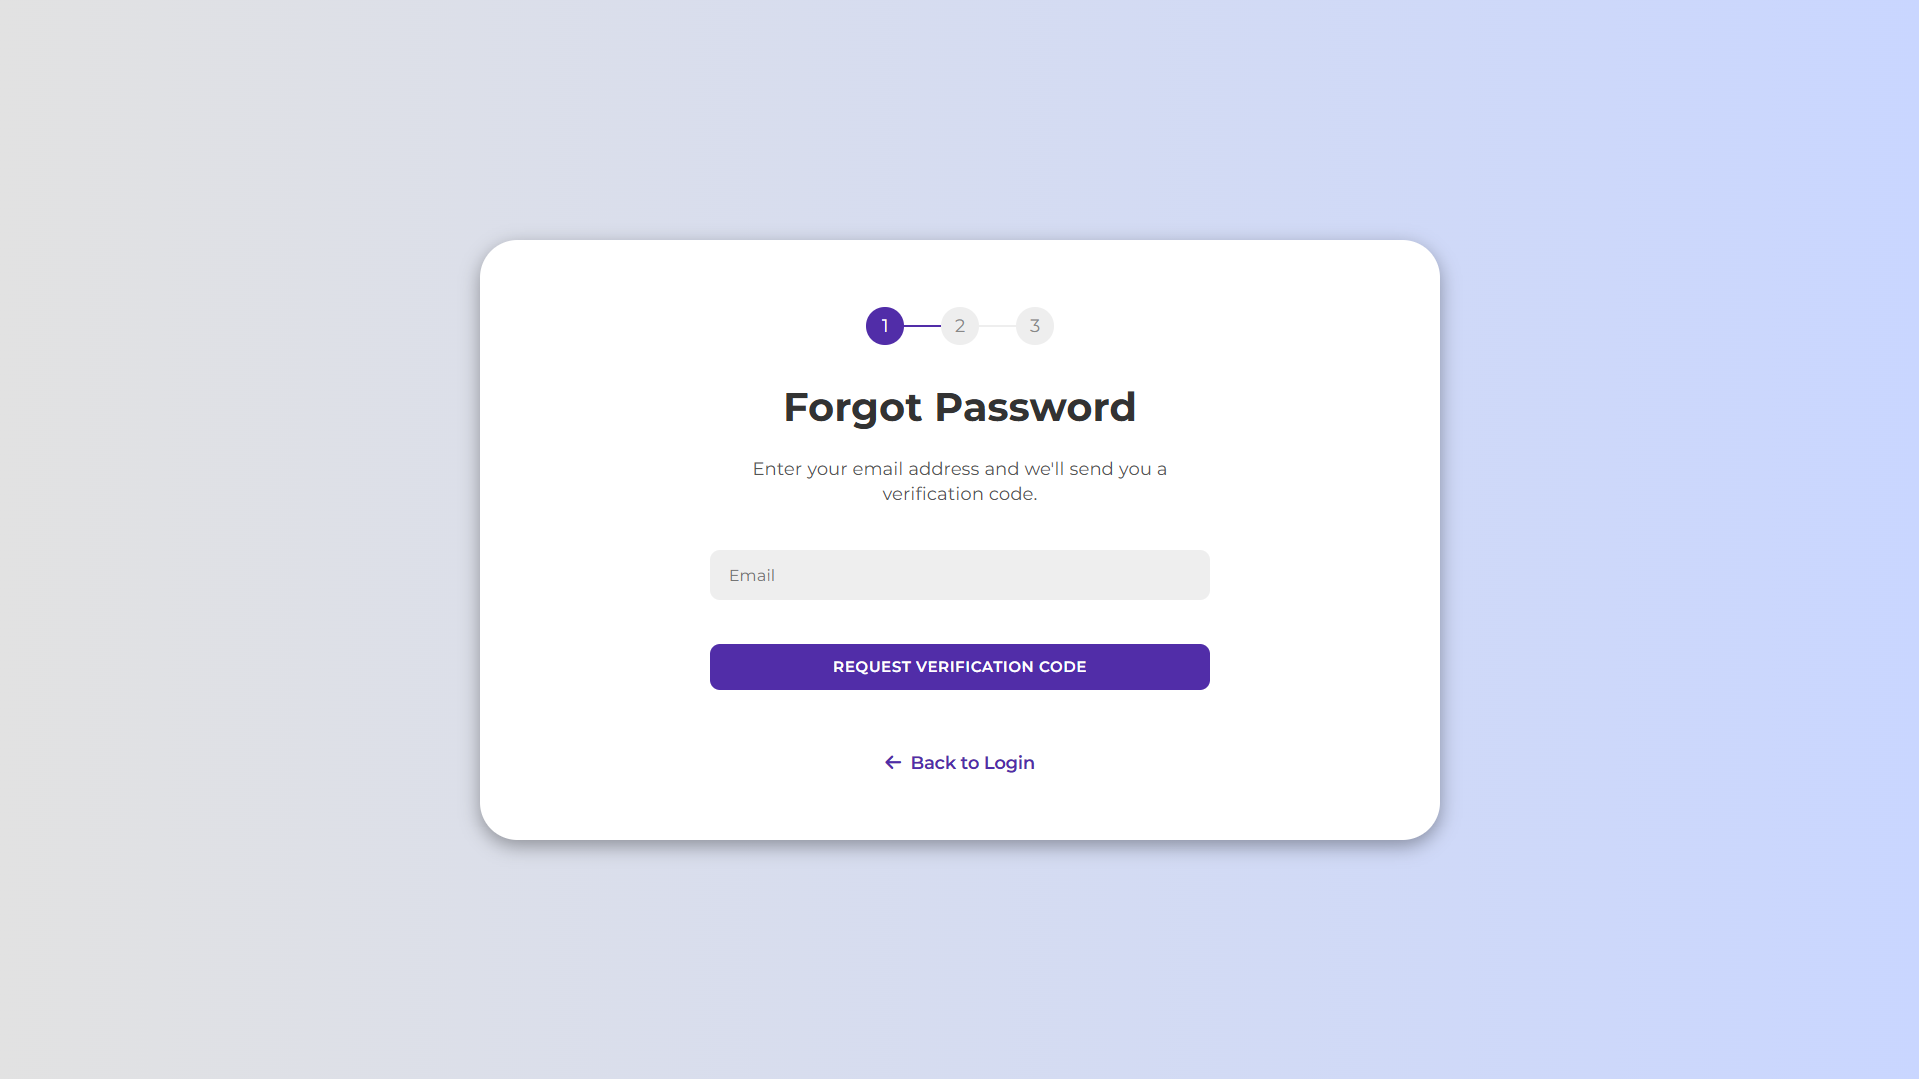 1 2 3
Forgot Password
Enter your email address and we'll send you a
verification code.
Email
REQUEST VERIFICATION CODE
Back to Login